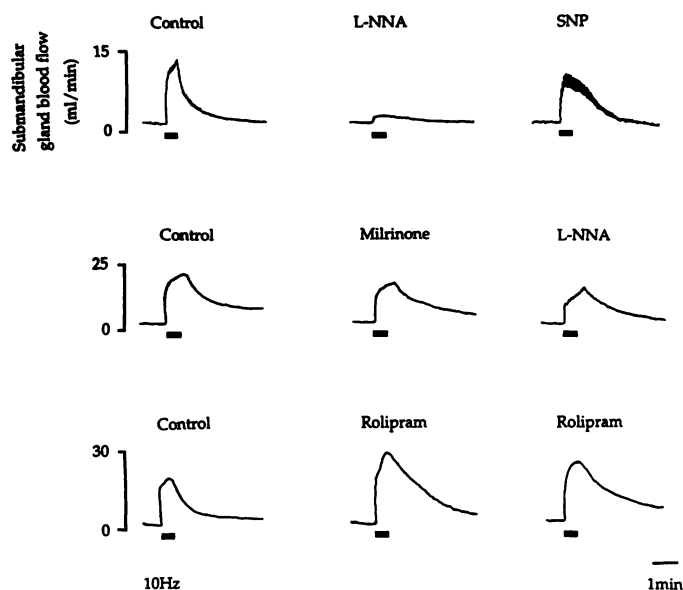 Control L-NNA SNP
Submandibular
gland blood flow
(ml/min)
15
0
Control Milrinone L-NNA
25
0
Control Rolipram Rolipram
30
0
10Hz 1min